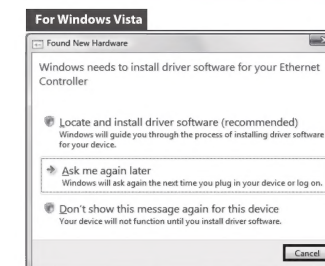 For Windows Vista
Found New Hardware
Windows needs to install driver software for your Ethernet
Controller
Locate and install driver software (recommended)
Windows will guide you through the process of installing driver software
for your device.
Ask me again later
Windows will ask again the next time you plug in your device or log on.
Don't show this message again for this device
Your device will not function until you install driver software.
Cancel